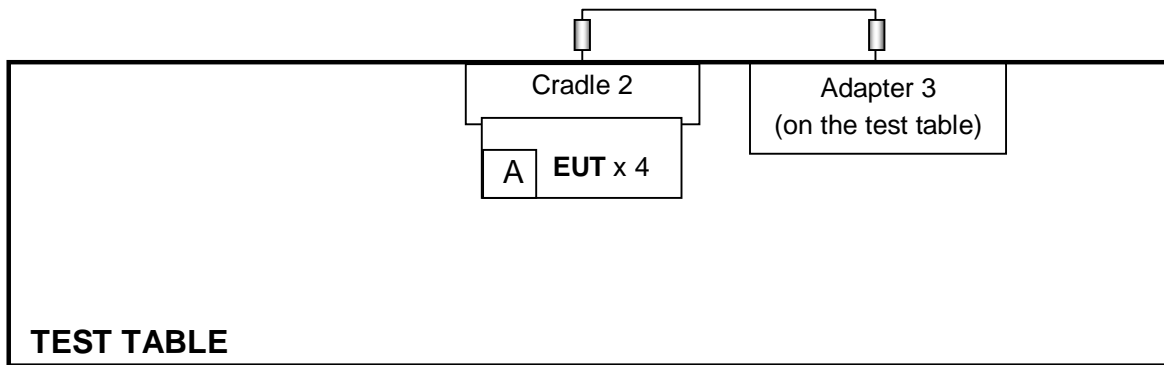 Cradle 2
Adapter 3
(on the test table)
A
EUT x 4
TEST TABLE